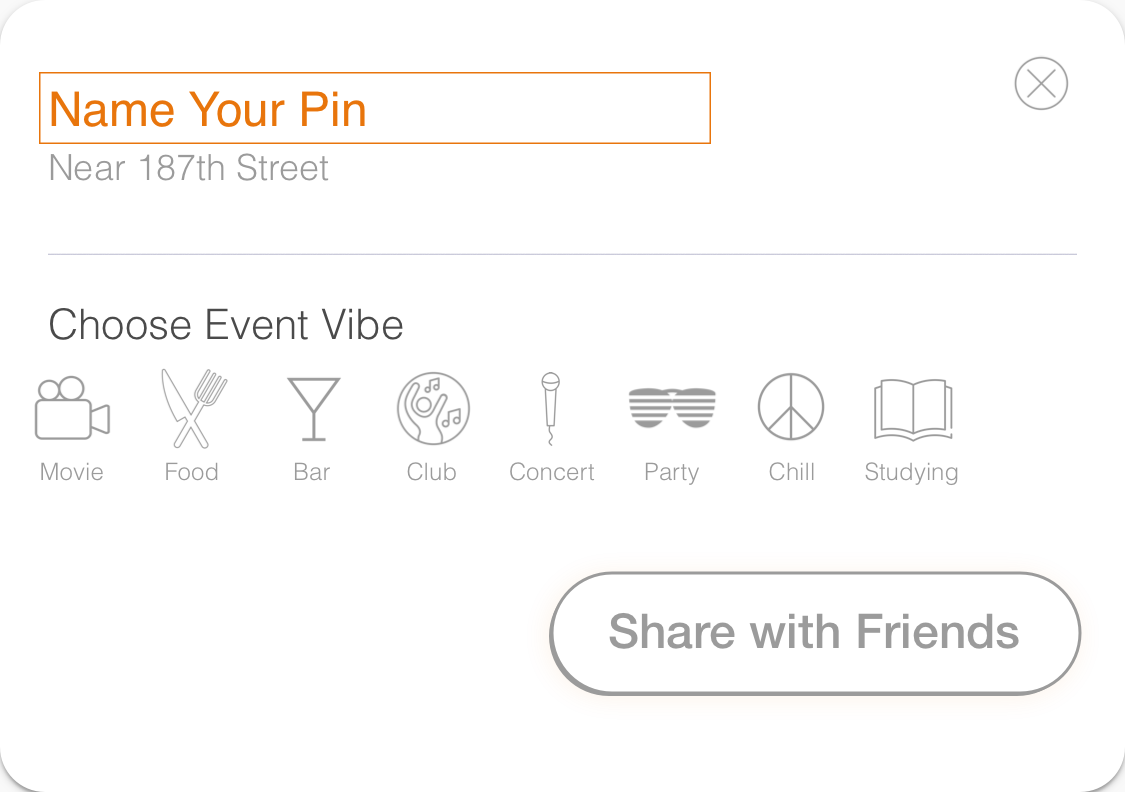 Name Your Pin
Near 187th Street
Choose Event Vibe
Movie Food Bar Club Concert Party Chill Studying
Share with Friends